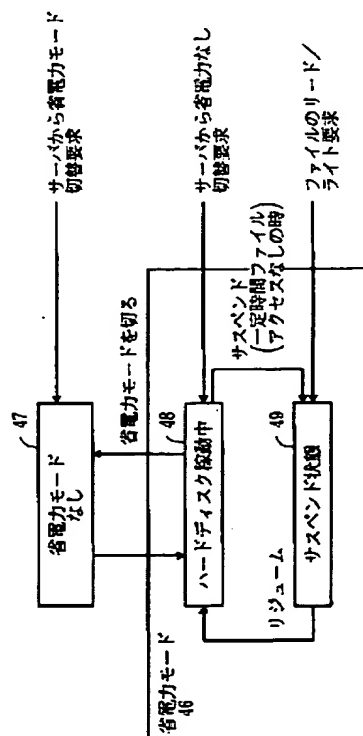 47
省電力モード
なし
サーバから省電力モード
切替要求
省電力モードを切る
省電力モード
46
48
ハードディスク稼動中
サーバから省電力なし
切替要求
サスペンド
(一定時間ファイル
アクセスなしの時)
リジューム
49
サスペンド状態
ファイルのリード/
ライト要求